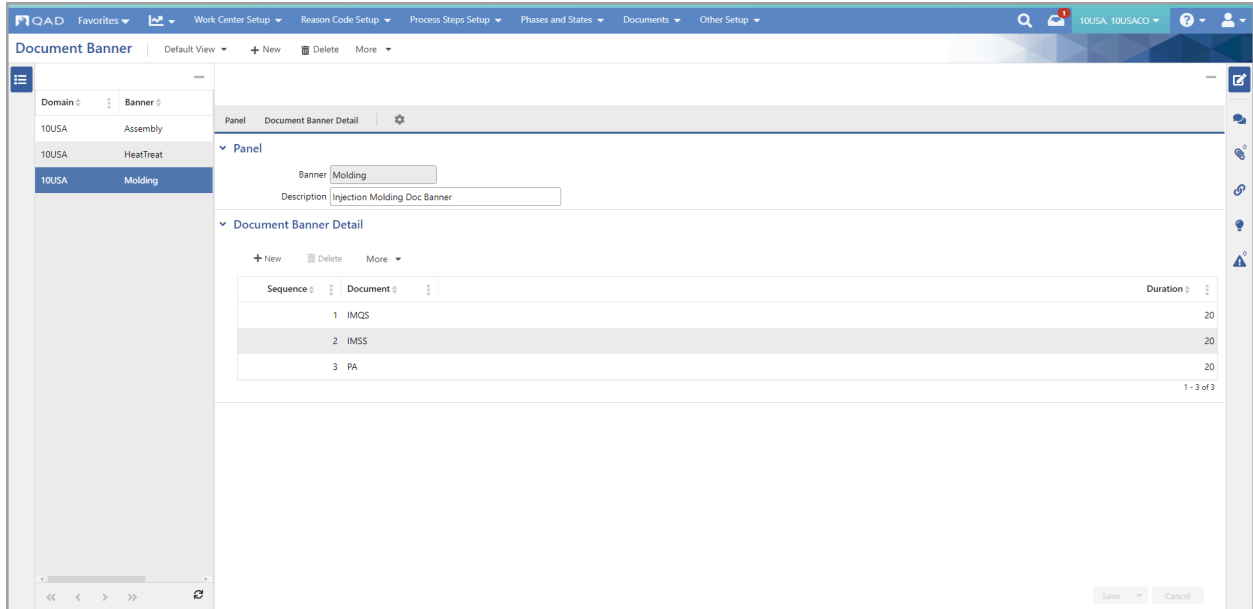 QAD Favorites Work Center Setup Reason Code Setup Process Steps Setup Phases and States Documents Other Setup 1 10USA, 10USACO
Document Banner Default View + New Delete More
Domain Banner
10USA Assembly
10USA HeatTreat
10USA Molding
Panel Document Banner Detail
Panel
Banner Molding
Description Injection Molding Doc Banner
Document Banner Detail
+ New Delete More
Sequence Document Duration
1 IMQS 20
2 IMSS 20
3 PA 20
1 - 3 of 3
Save Cancel
0
0